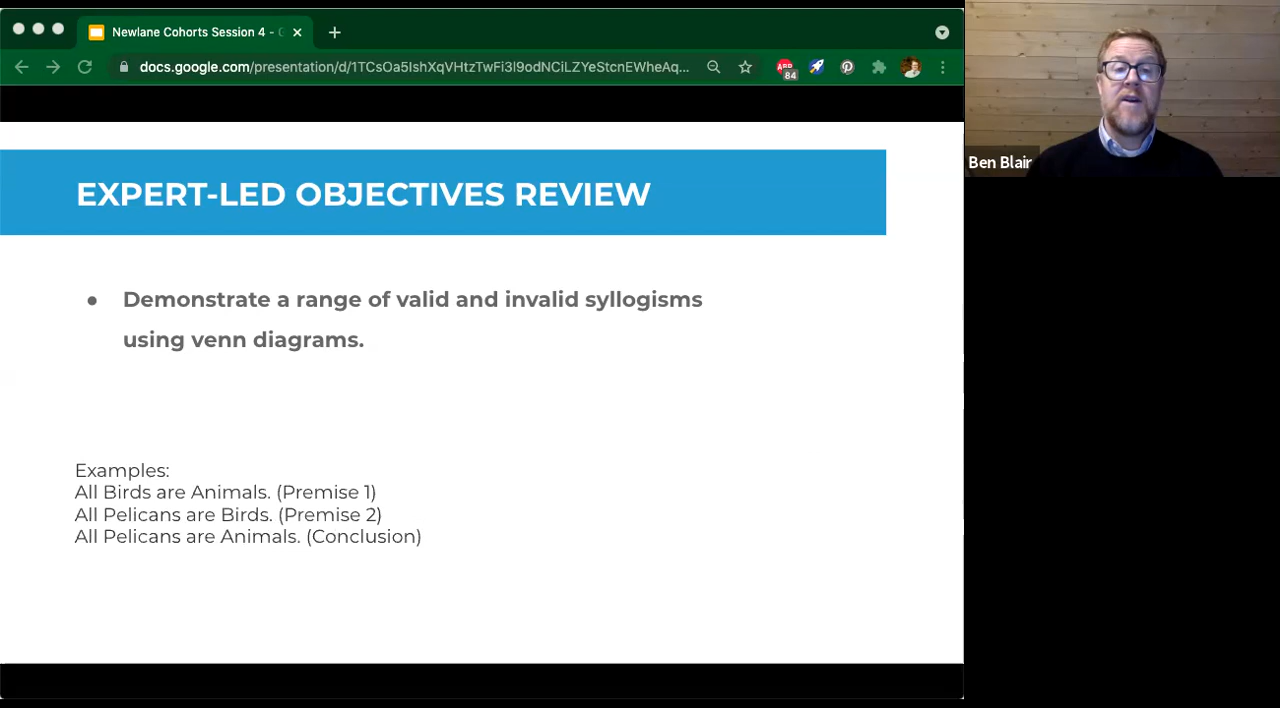 Newlane Cohorts Session 4 -
docs.google.com/presentation/d/1TCsOa5IshXqVHtzTwFi3I9odNCiLZYeStcnEWheAq...
84
EXPERT-LED OBJECTIVES REVIEW
Ben Blair
● Demonstrate a range of valid and invalid syllogisms
using venn diagrams.
Examples:
All Birds are Animals. (Premise 1)
All Pelicans are Birds. (Premise 2)
All Pelicans are Animals. (Conclusion)